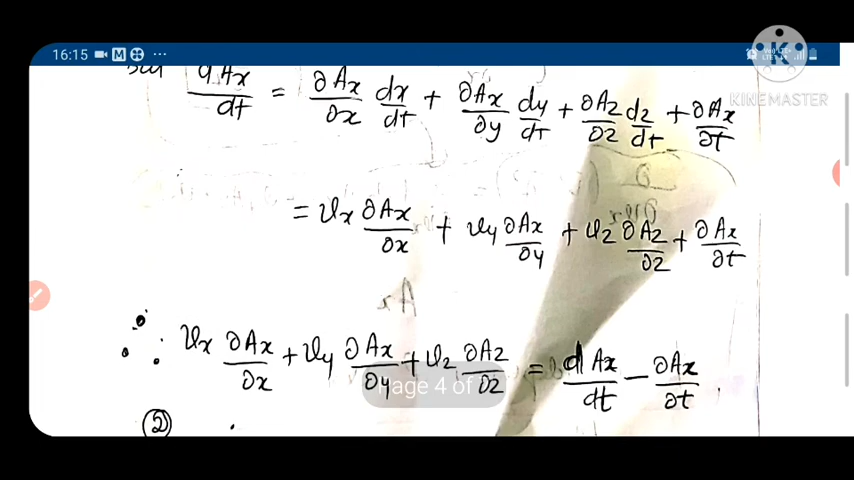 16:15 M ...
KINEMASTER
dAx/dt = ∂Ax/∂x dx/dt + ∂Ax/∂y dy/dt + ∂Az/∂z dz/dt + ∂Ax/∂t
= vx ∂Ax/∂x + vy ∂Ax/∂y + vz ∂Az/∂z + ∂Ax/∂t
∴ vx ∂Ax/∂x + vy ∂Ax/∂y + vz ∂Az/∂z = dAx/dt − ∂Ax/∂t
Page 4 of
②